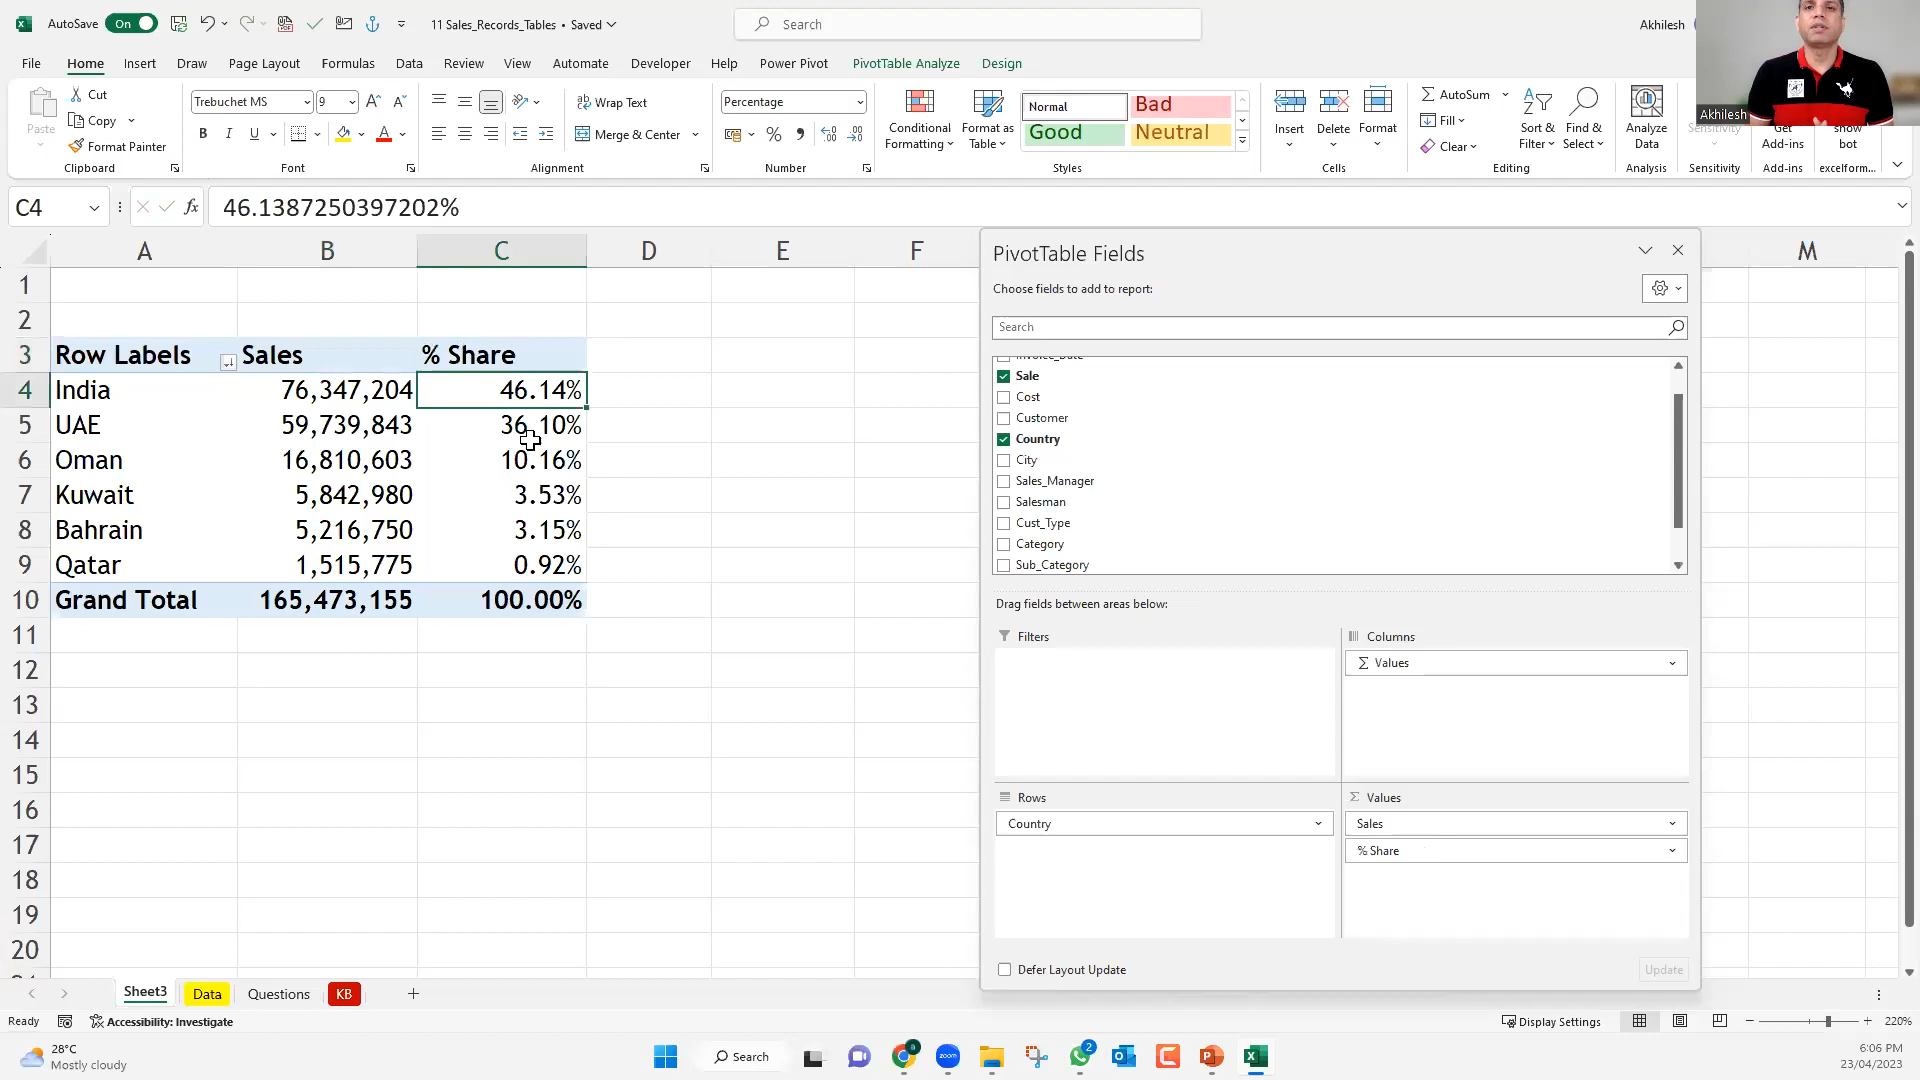 AutoSave On 11 Sales_Records_Tables • Saved Search Akhilesh
File Home Insert Draw Page Layout Formulas Data Review View Automate Developer Help Power Pivot PivotTable Analyze Design
Paste Cut Copy Format Painter Clipboard
Trebuchet MS 9 B I U A Font
Wrap Text Merge & Center Alignment
Percentage % Number
Conditional Formatting Format as Table Normal Bad Good Neutral Styles
Insert Delete Format Cells
AutoSum Fill Clear Sort & Filter Find & Select Editing
Analyze Data Analysis
Sensitivity Sensitivity
Get Add-ins Add-ins
show bot excelform...
Akhilesh
C4 fx 46.1387250397202%
A B C D E F M
1
2
3 Row Labels Sales % Share
4 India 76,347,204 46.14%
5 UAE 59,739,843 36.10%
6 Oman 16,810,603 10.16%
7 Kuwait 5,842,980 3.53%
8 Bahrain 5,216,750 3.15%
9 Qatar 1,515,775 0.92%
10 Grand Total 165,473,155 100.00%
11
12
13
14
15
16
17
18
19
20
PivotTable Fields
Choose fields to add to report:
Search
Invoice_Date
Sale
Cost
Customer
Country
City
Sales_Manager
Salesman
Cust_Type
Category
Sub_Category
Drag fields between areas below:
Filters Columns
Σ Values
Rows Σ Values
Country Sales
% Share
Defer Layout Update Update
Sheet3 Data Questions KB
Ready Accessibility: Investigate Display Settings 220%
28°C
Mostly cloudy
Search
zoom
2
6:06 PM
23/04/2023